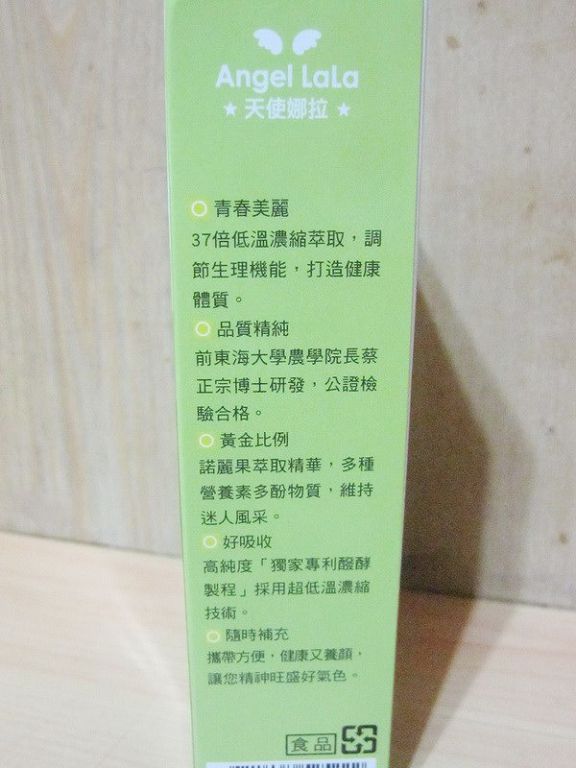 Angel LaLa
★ 天使娜拉 ★
青春美麗
37倍低溫濃縮萃取，調
節生理機能，打造健康
體質。
品質精純
前東海大學農學院長蔡
正宗博士研發，公證檢
驗合格。
黃金比例
諾麗果萃取精華，多種
營養素多酚物質，維持
迷人風采。
好吸收
高純度「獨家專利醱酵
製程」採用超低溫濃縮
技術。
隨時補充
攜帶方便，健康又養顏，
讓您精神旺盛好氣色。
食品